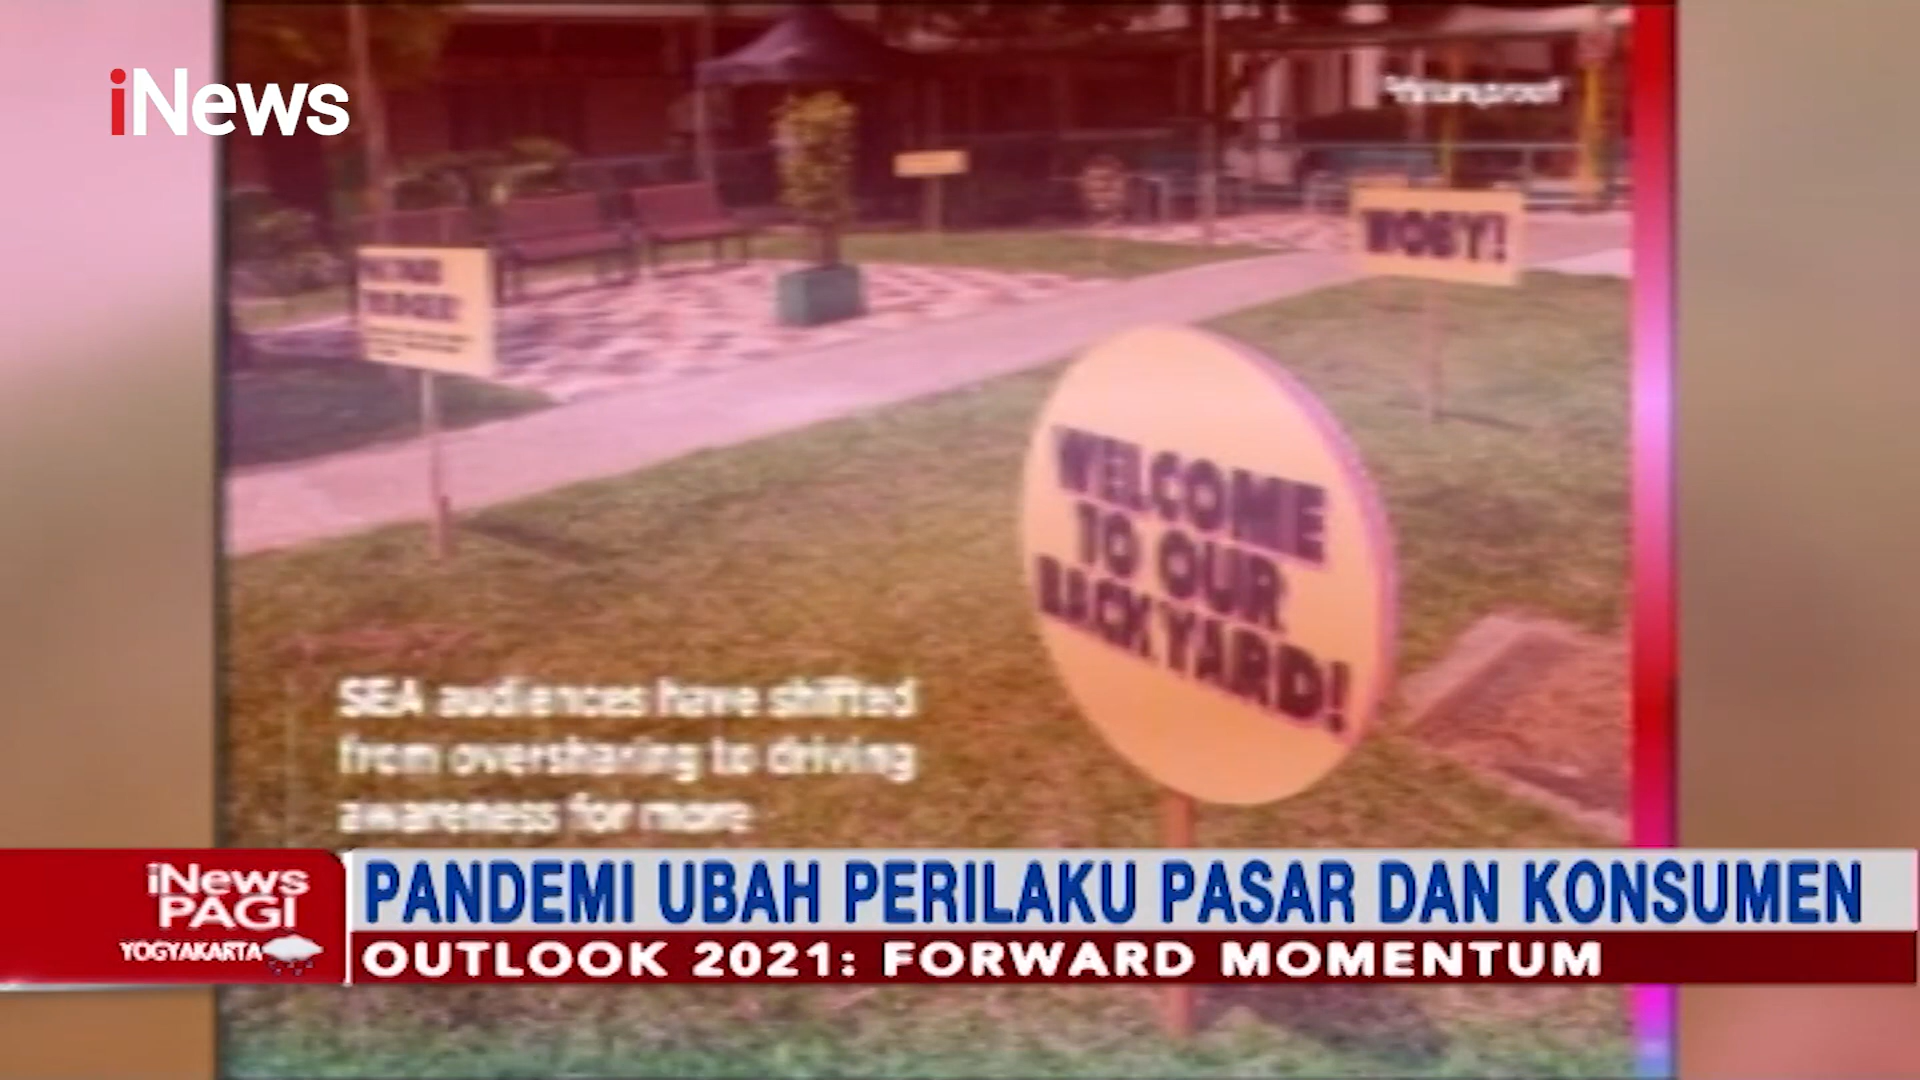 iNews
WOBY!
WELCOME
TO OUR
BACKYARD!
SEA audiences have shifted
from oversharing to driving
awareness for more
iNews
PAGI
YOGYAKARTA
PANDEMI UBAH PERILAKU PASAR DAN KONSUMEN
OUTLOOK 2021: FORWARD MOMENTUM